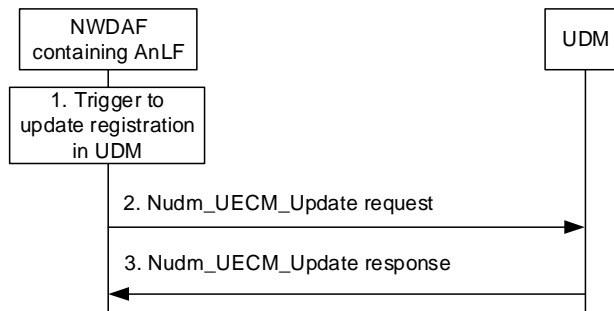 NWDAF
containing AnLF
UDM
1. Trigger to
update registration
in UDM
2. Nudm_UECM_Update request
3. Nudm_UECM_Update response